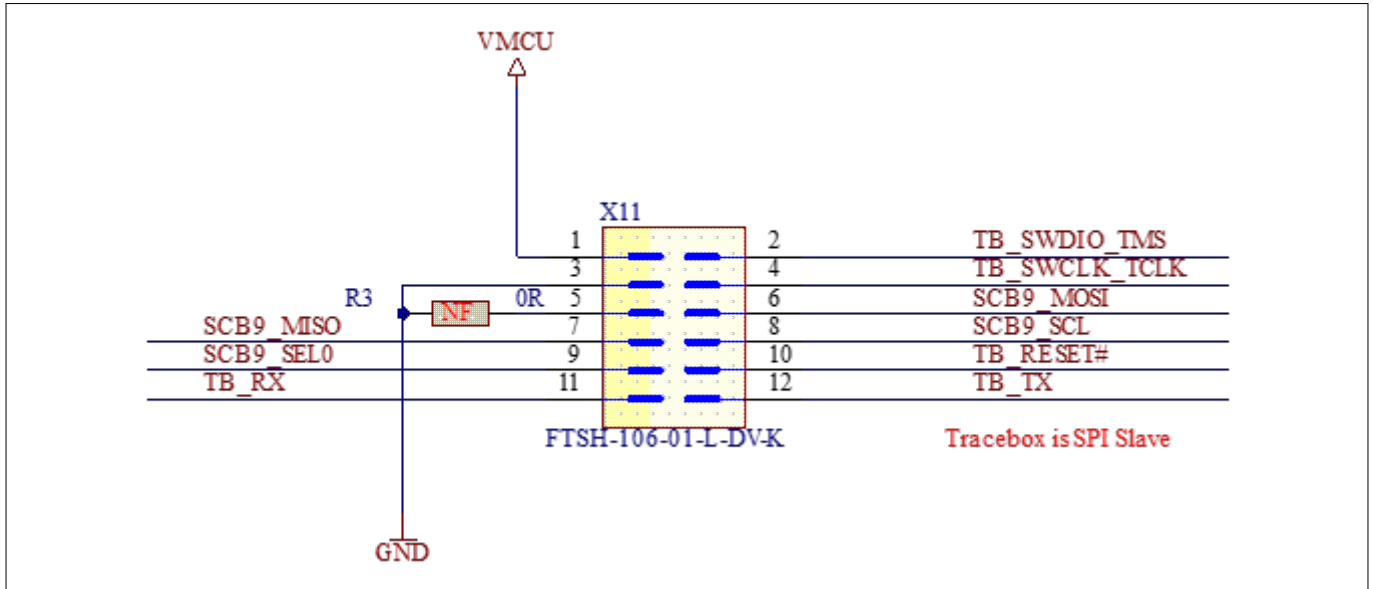 VMCU
X11
1 2 TB_SWDIO_TMS
3 4 TB_SWCLK_TCLK
R3 NF 0R 5 6 SCB9_MOSI
SCB9_MISO 7 8 SCB9_SCL
SCB9_SEL0 9 10 TB_RESET#
TB_RX 11 12 TB_TX
FTSH-106-01-L-DV-K Tracebox is SPI Slave
GND